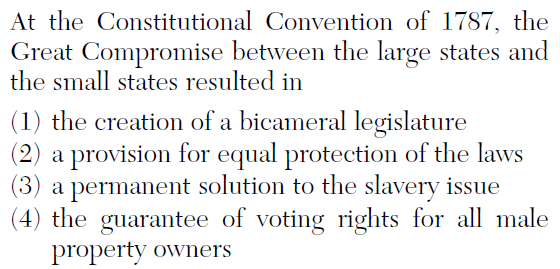 At the Constitutional Convention of 1787, the
Great Compromise between the large states and
the small states resulted in
(1) the creation of a bicameral legislature
(2) a provision for equal protection of the laws
(3) a permanent solution to the slavery issue
(4) the guarantee of voting rights for all male
property owners